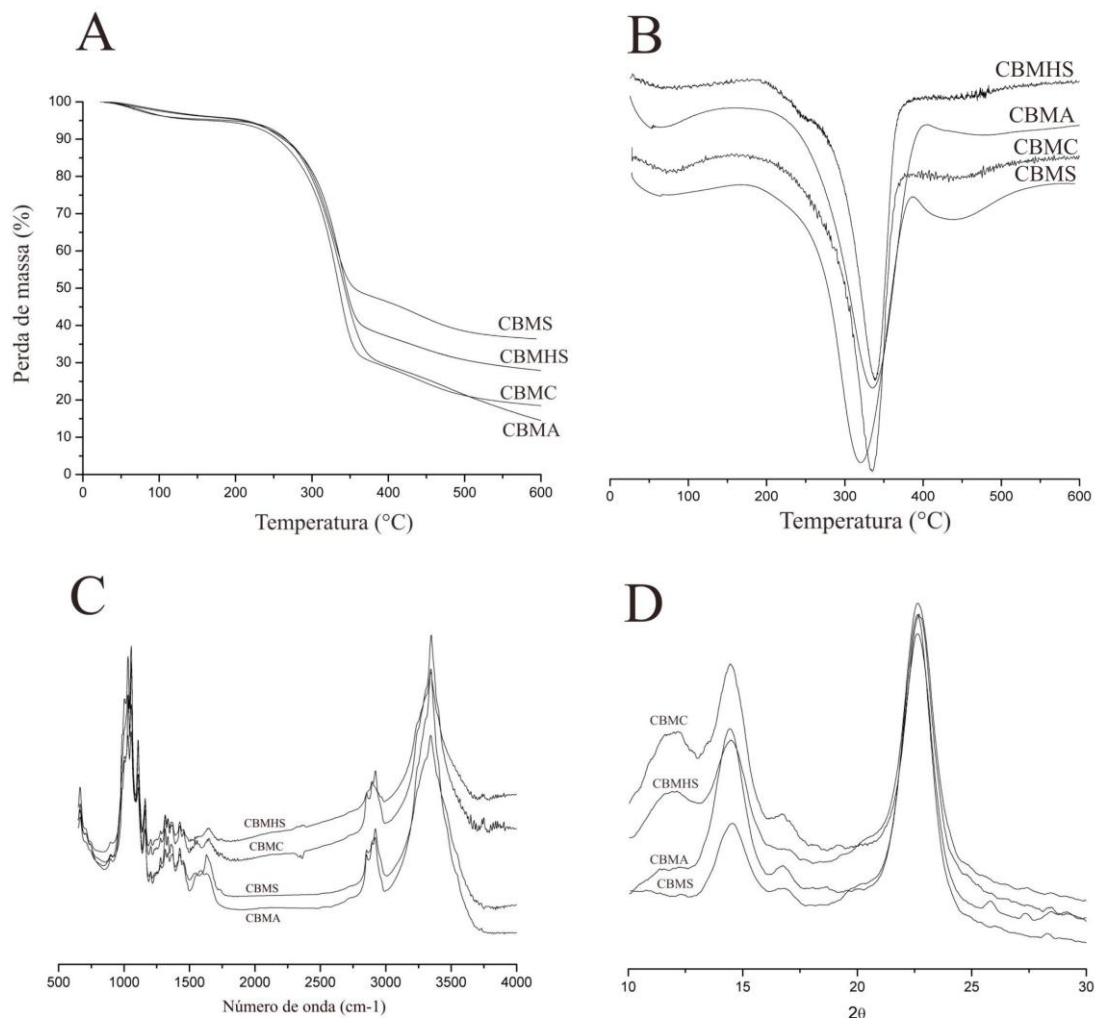 A
100
90
80
70
60
50
40
30
20
10
0
Perda de massa (%)
CBMS
CBMHS
CBMC
CBMA
0 100 200 300 400 500 600
Temperatura (°C)
B
CBMHS
CBMA
CBMC
CBMS
0 100 200 300 400 500 600
Temperatura (°C)
C
CBMHS
CBMC
CBMS
CBMA
500 1000 1500 2000 2500 3000 3500 4000
Número de onda (cm-1)
D
CBMC
CBMHS
CBMA
CBMS
10 15 20 25 30
2θ